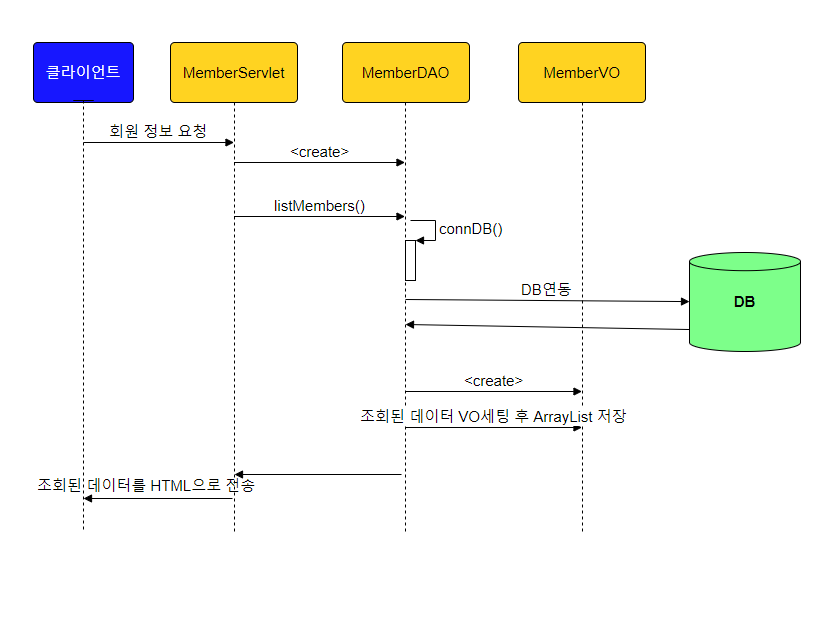 클라이언트
MemberServlet
MemberDAO
MemberVO
회원 정보 요청
<create>
listMembers()
connDB()
DB연동
DB
<create>
조회된 데이터 VO세팅 후 ArrayList 저장
조회된 데이터를 HTML으로 전송